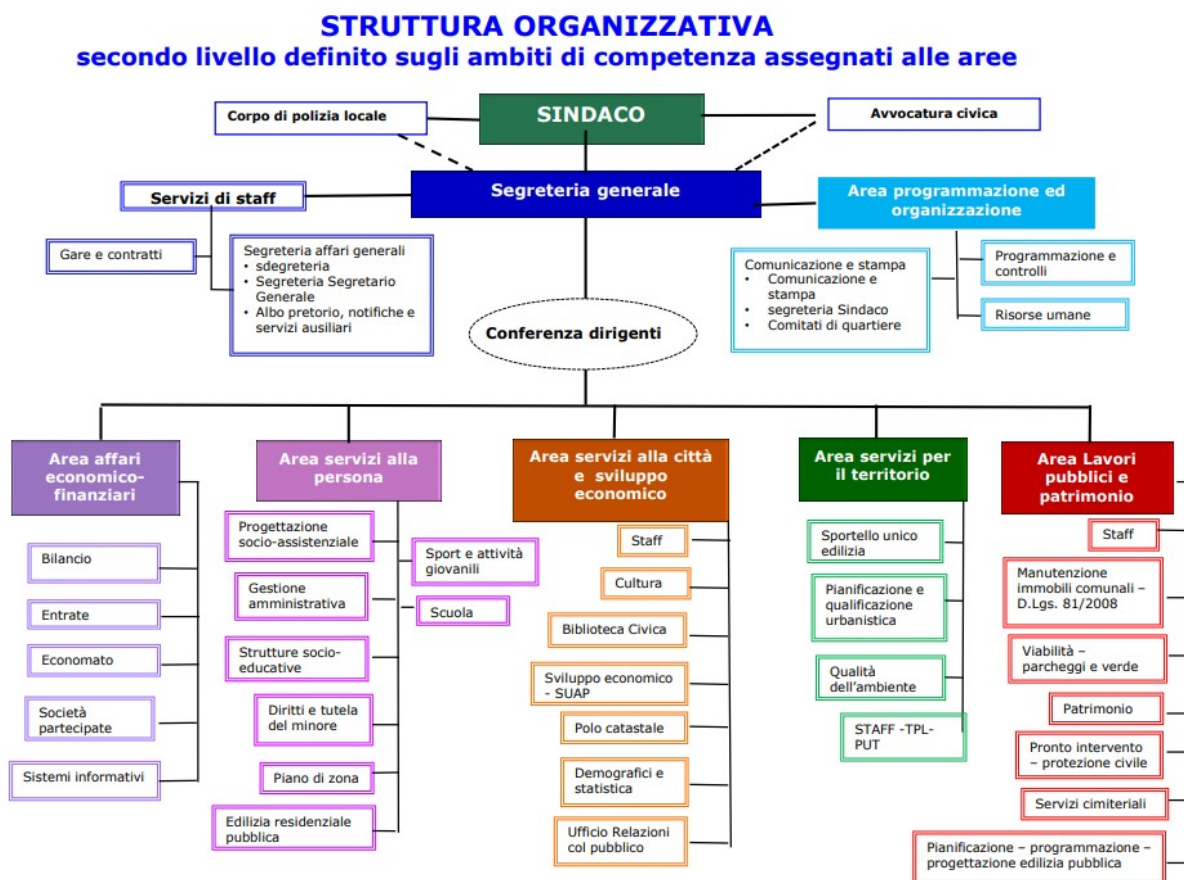 STRUTTURA ORGANIZZATIVA
secondo livello definito sugli ambiti di competenza assegnati alle aree
Corpo di polizia locale
SINDACO
Avvocatura civica
Servizi di staff
Segreteria generale
Area programmazione ed
organizzazione
Gare e contratti
Segreteria affari generali
• sdegreteria
• Segreteria Segretario
Generale
• Albo pretorio, notifiche e
servizi ausiliari
Comunicazione e stampa
• Comunicazione e
stampa
• segreteria Sindaco
• Comitati di quartiere
Programmazione e
controlli
Risorse umane
Conferenza dirigenti
Area affari
economico-
finanziari
Bilancio
Entrate
Economato
Società
partecipate
Sistemi informativi
Area servizi alla
persona
Progettazione
socio-assistenziale
Gestione
amministrativa
Strutture socio-
educative
Diritti e tutela
del minore
Piano di zona
Edilizia residenziale
pubblica
Sport e attività
giovanili
Scuola
Area servizi alla città
e sviluppo
economico
Staff
Cultura
Biblioteca Civica
Sviluppo economico
- SUAP
Polo catastale
Demografici e
statistica
Ufficio Relazioni
col pubblico
Area servizi per
il territorio
Sportello unico
edilizia
Pianificazione e
qualificazione
urbanistica
Qualità
dell'ambiente
STAFF -TPL-
PUT
Area Lavori
pubblici e
patrimonio
Staff
Manutenzione
immobili comunali –
D.Lgs. 81/2008
Viabilità –
parcheggi e verde
Patrimonio
Pronto intervento
– protezione civile
Servizi cimiteriali
Pianificazione – programmazione –
progettazione edilizia pubblica